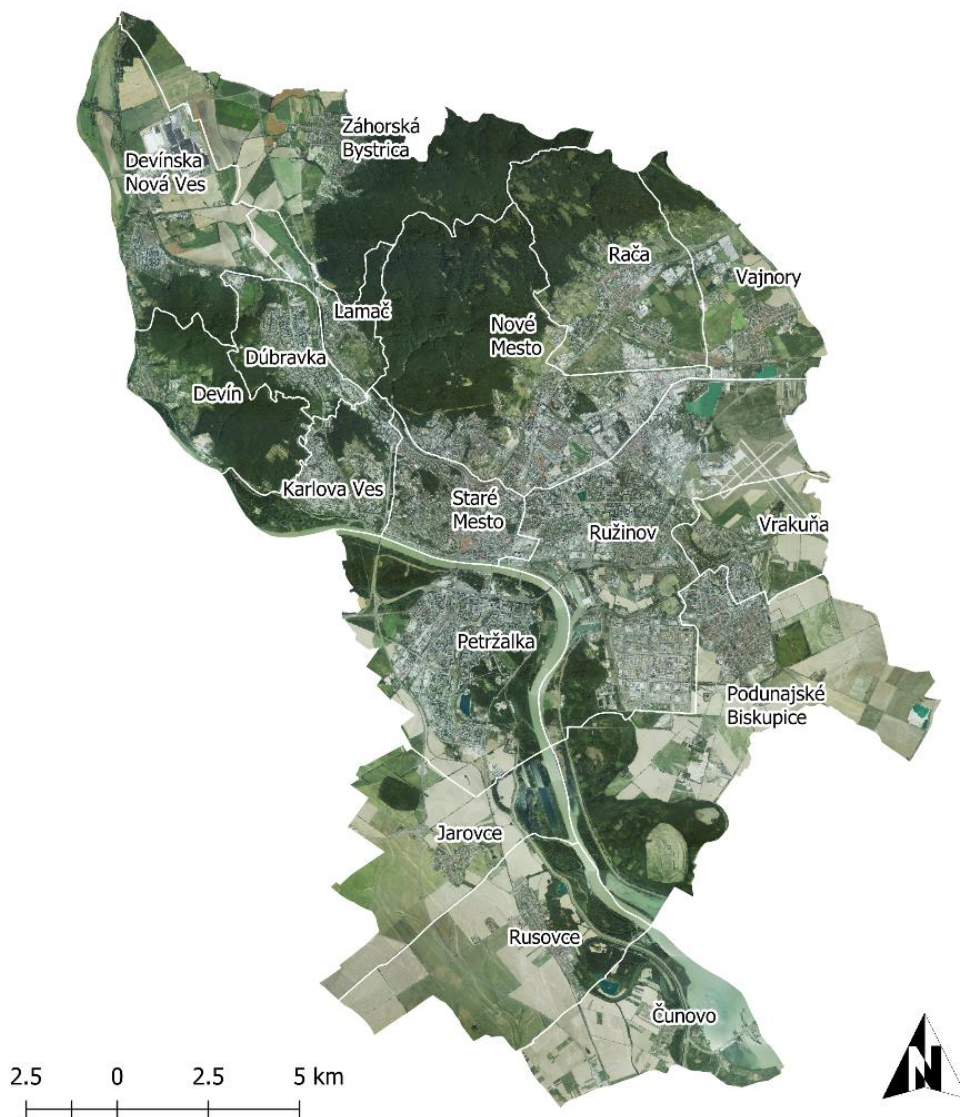 Záhorská
Bystrica
Devínska
Nová Ves
Rača
Vajnory
Lamač
Nové
Mesto
Dúbravka
Devín
Karlova Ves
Staré
Mesto
Ružinov
Vrakuňa
Petržalka
Podunajské
Biskupice
Jarovce
Rusovce
Čunovo
2.5 0 2.5 5 km
N